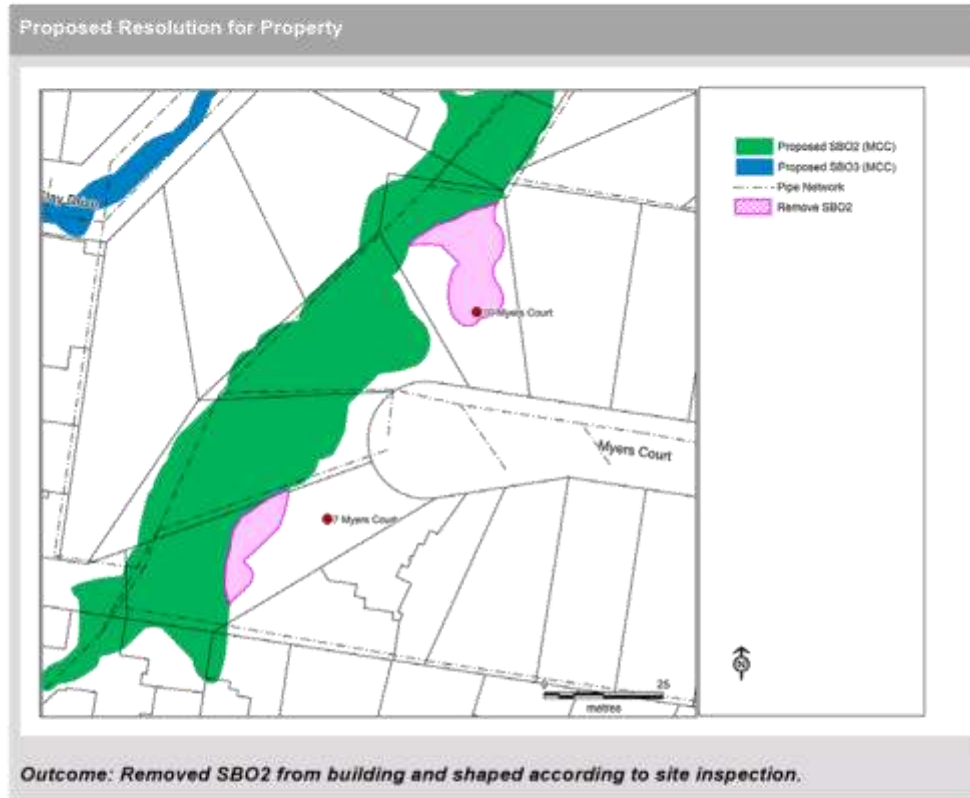 Proposed Resolution for Property
Proposed SBO2 (MCC)
Proposed SBO3 (MCC)
Pipe Network
Remove SBO2
Myers Court
Myers Court
7 Myers Court
N
0 25
metres
Outcome: Removed SBO2 from building and shaped according to site inspection.